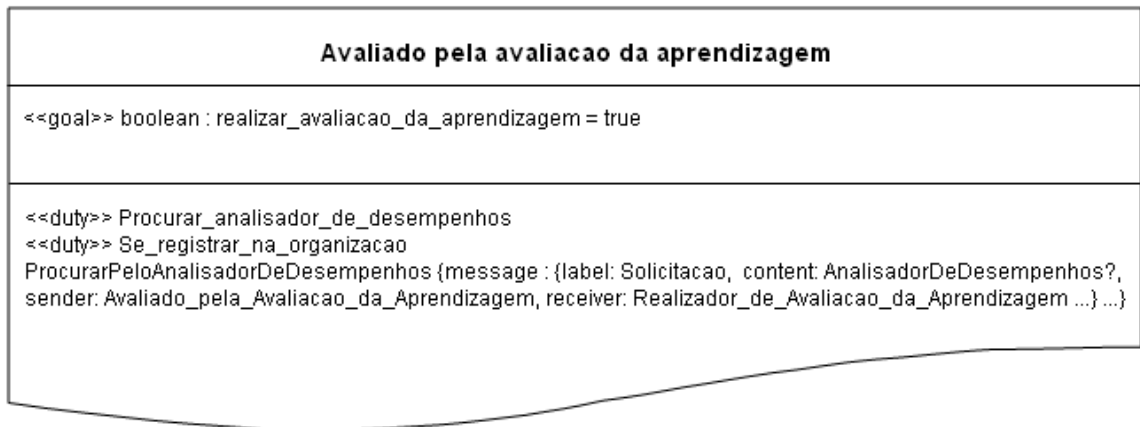 Avaliado pela avaliacao da aprendizagem
<<goal>> boolean : realizar_avaliacao_da_aprendizagem = true
<<duty>> Procurar_analisador_de_desempenhos
<<duty>> Se_registrar_na_organizacao
ProcurarPeloAnalisadorDeDesempenhos {message : {label: Solicitacao, content: AnalisadorDeDesempenhos?,
sender: Avaliado_pela_Avaliacao_da_Aprendizagem, receiver: Realizador_de_Avaliacao_da_Aprendizagem ...} ...}